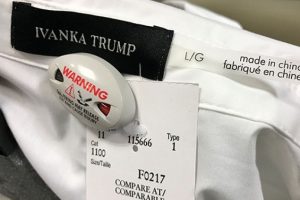 IVANKA TRUMP
L/G
made in china
fabriqué en chine
WARNING
11
115666
Type
1
Cat
1100
Size/Taille
F0217
COMPARE AT/
COMPARABLE